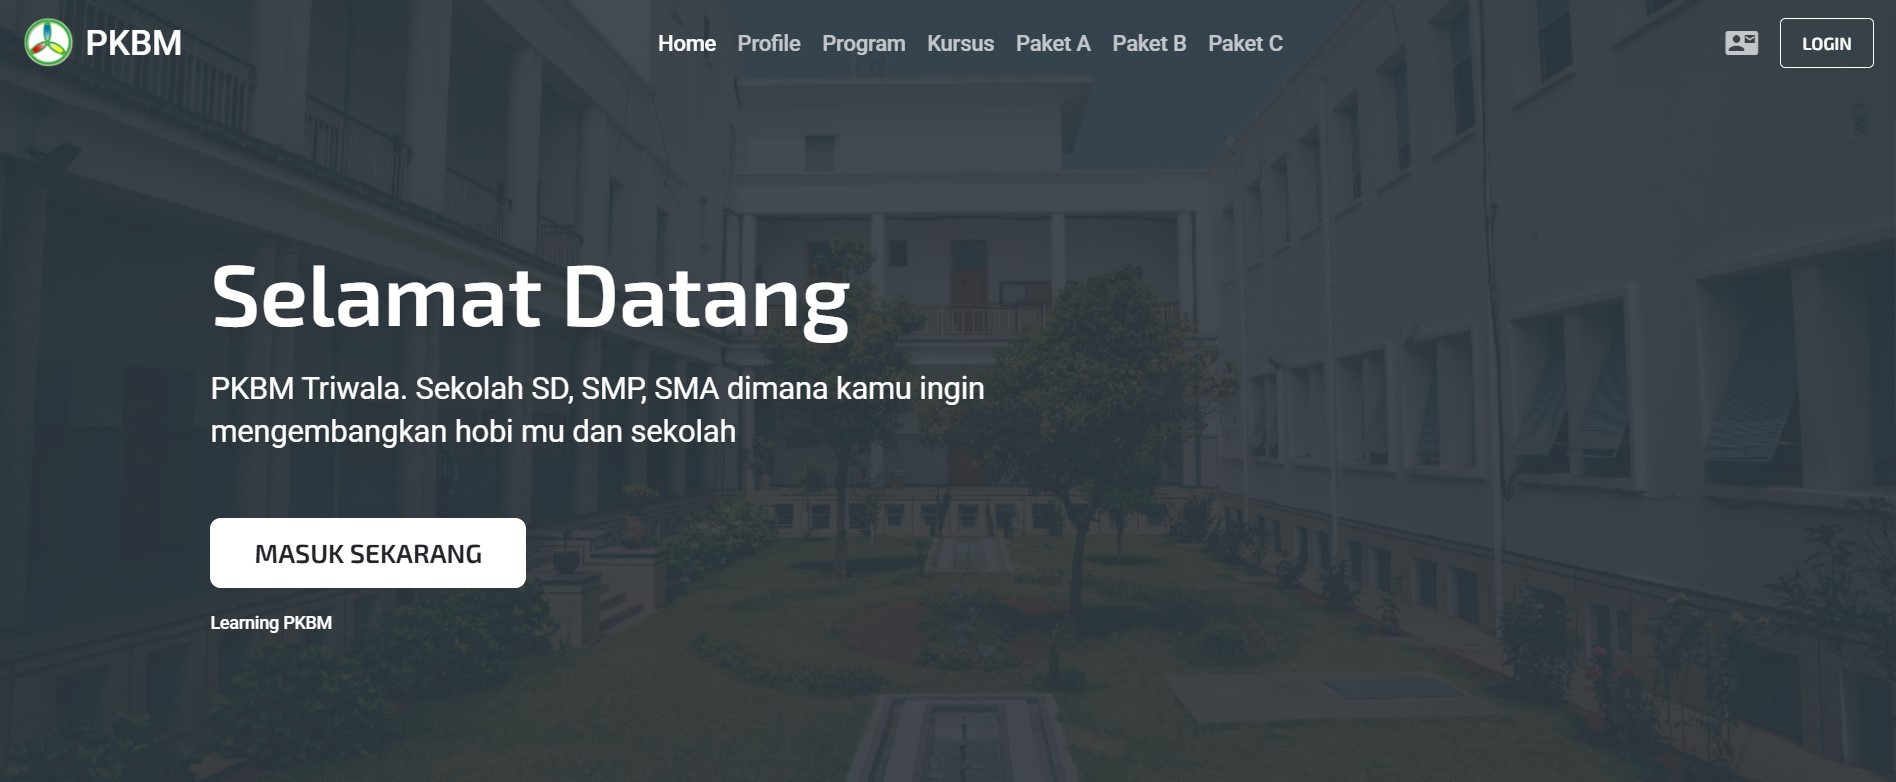 PKBM
Home Profile Program Kursus Paket A Paket B Paket C
LOGIN
Selamat Datang
PKBM Triwala. Sekolah SD, SMP, SMA dimana kamu ingin
mengembangkan hobi mu dan sekolah
MASUK SEKARANG
Learning PKBM